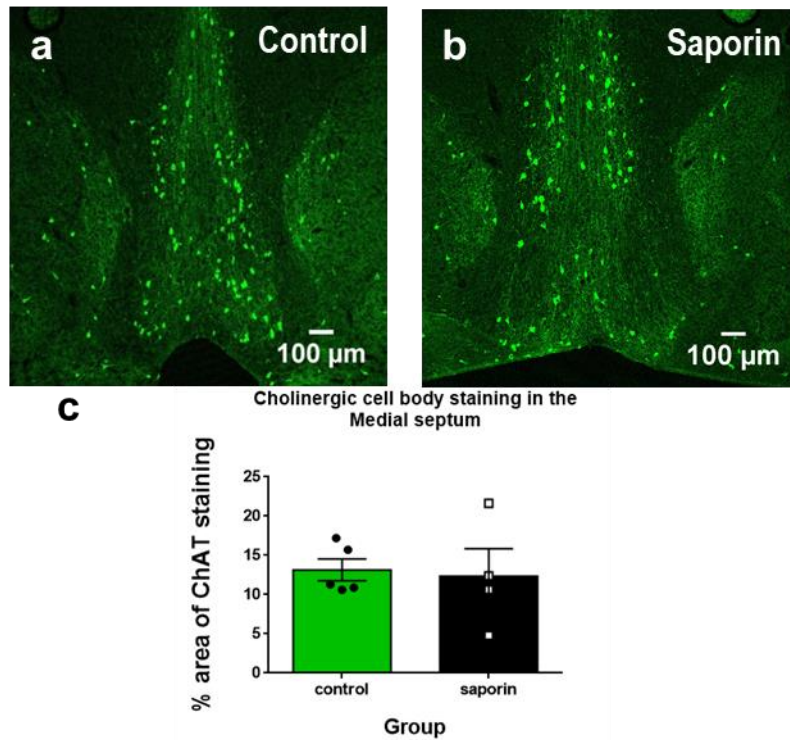 a
Control
100 µm
b
Saporin
100 µm
c
Cholinergic cell body staining in the
Medial septum
% area of ChAT staining
25
20
15
10
5
0
control
saporin
Group